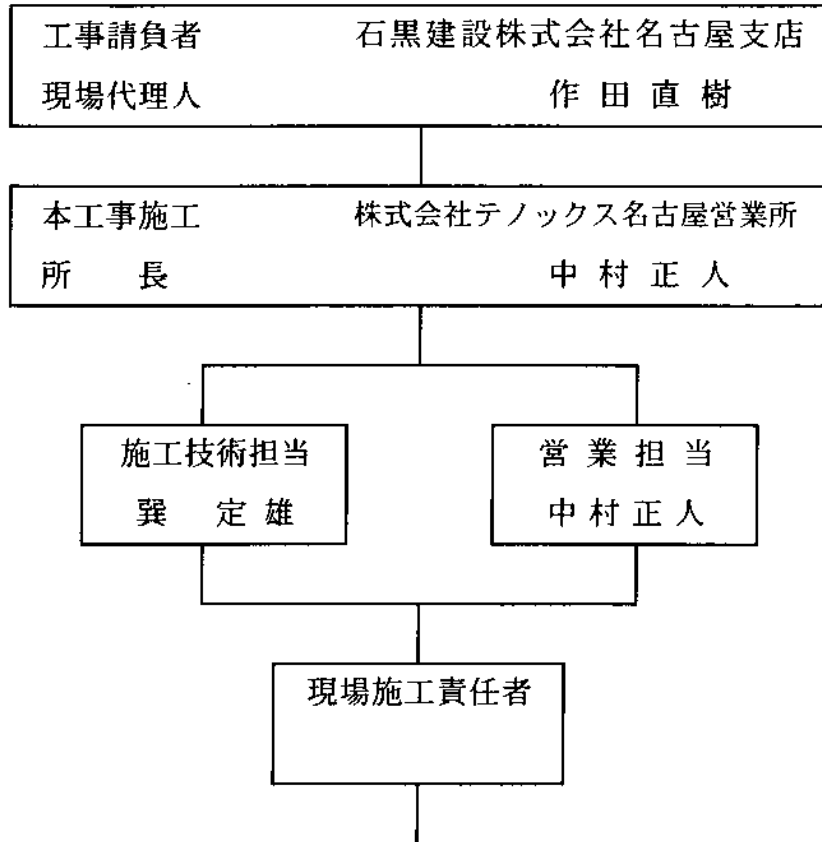 工事請負者 石黒建設株式会社名古屋支店
現場代理人 作田直樹
本工事施工 株式会社テノックス名古屋営業所
所 長 中村正人
施工技術担当
巽 定雄
営業担当
中村正人
現場施工責任者